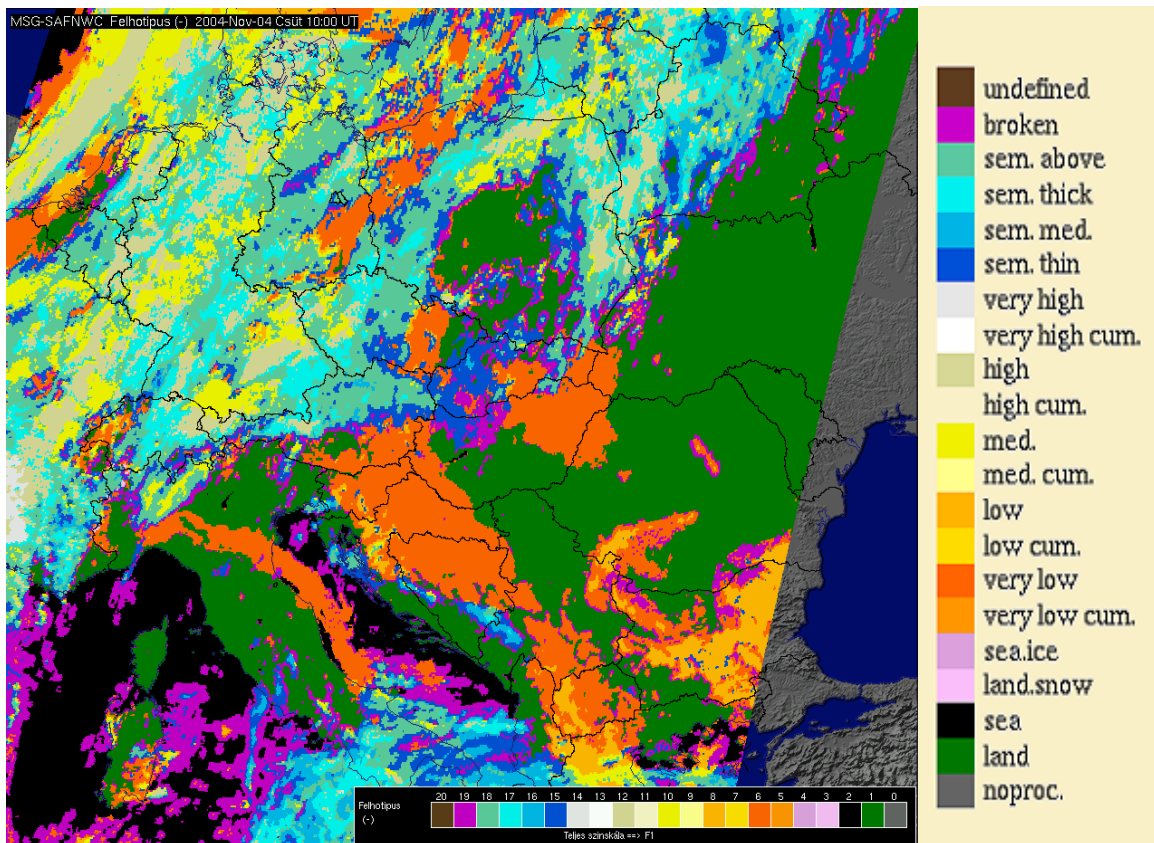 MSG-SAFNWC Felhotipus (-) 2004-Nov-04 Csüt 10:00 UT
undefined
broken
sem. above
sem. thick
sem. med.
sem. thin
very high
very high cum.
high
high cum.
med.
med. cum.
low
low cum.
very low
very low cum.
sea.ice
land.snow
sea
land
noproc.
Felhotipus 20 19 18 17 16 15 14 13 12 11 10 9 8 7 6 5 4 3 2 1 0
(-)
Teljes szinskála ==> F1